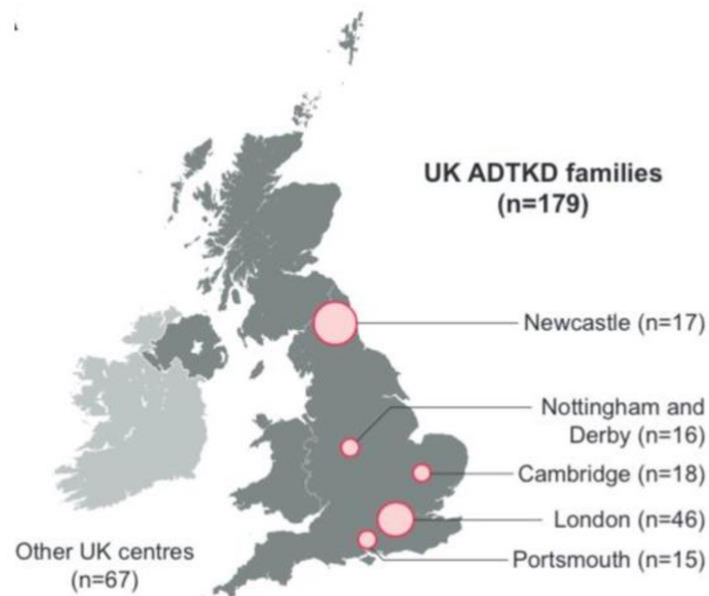 UK ADTKD families
(n=179)
Newcastle (n=17)
Nottingham and
Derby (n=16)
Cambridge (n=18)
London (n=46)
Portsmouth (n=15)
Other UK centres
(n=67)